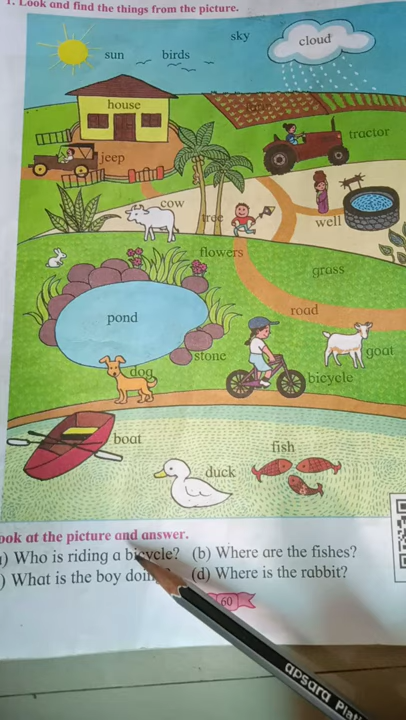 1. Look and find the things from the picture.
sky
cloud
sun
birds
house
farm
tractor
jeep
cow
tree
well
flowers
grass
pond
road
stone
goat
dog
bicycle
boat
fish
duck
ook at the picture and answer.
a) Who is riding a bicycle? (b) Where are the fishes?
) What is the boy doin (d) Where is the rabbit?
60
apsara Plat